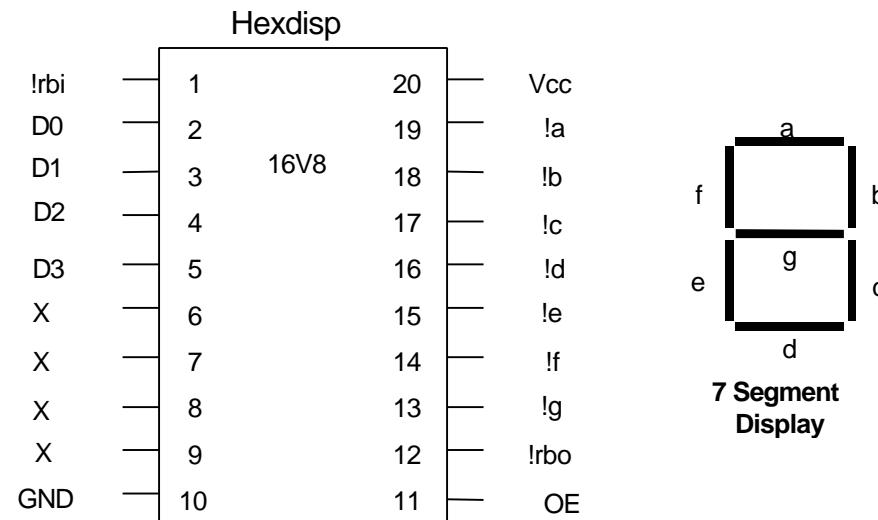 Hexdisp
!rbi 1 20 Vcc
D0 2 19 !a
D1 3 16V8 18 !b
D2 4 17 !c
D3 5 16 !d
X 6 15 !e
X 7 14 !f
X 8 13 !g
X 9 12 !rbo
GND 10 11 OE
a
f b
g
e c
d
7 Segment
Display